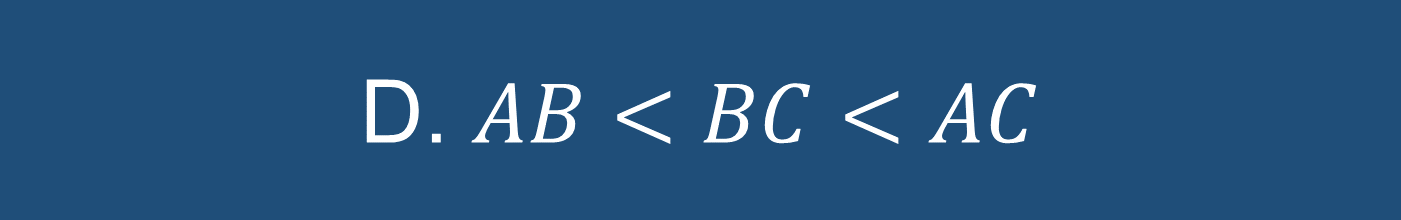 D. AB < BC < AC